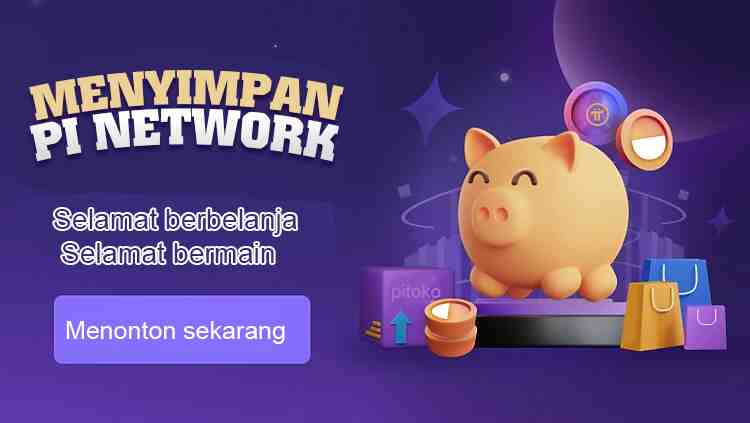 MENYIMPAN
PI NETWORK
Selamat berbelanja
Selamat bermain
Menonton sekarang
pitoko